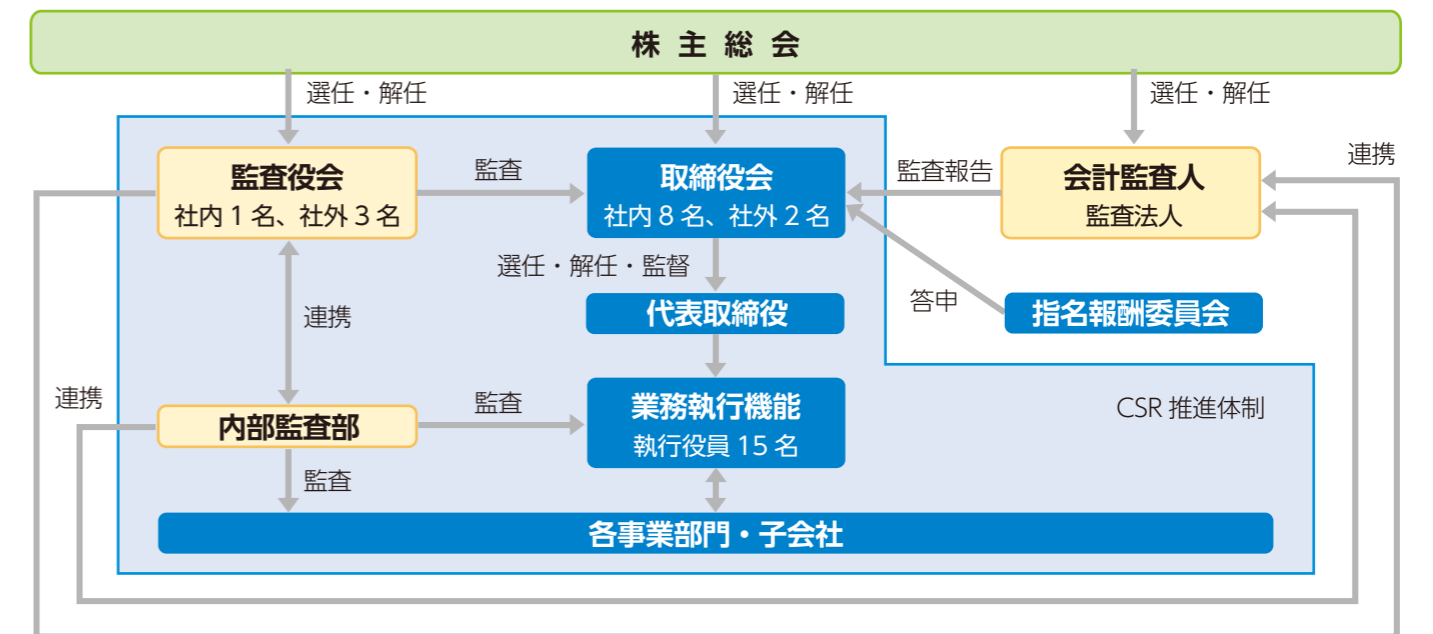 株主総会
選任・解任
選任・解任
選任・解任
監査役会
社内 1 名、社外 3 名
監査
取締役会
社内 8 名、社外 2 名
監査報告
会計監査人
監査法人
連携
選任・解任・監督
連携
代表取締役
答申
指名報酬委員会
連携
内部監査部
監査
業務執行機能
執行役員 15 名
CSR 推進体制
監査
各事業部門・子会社